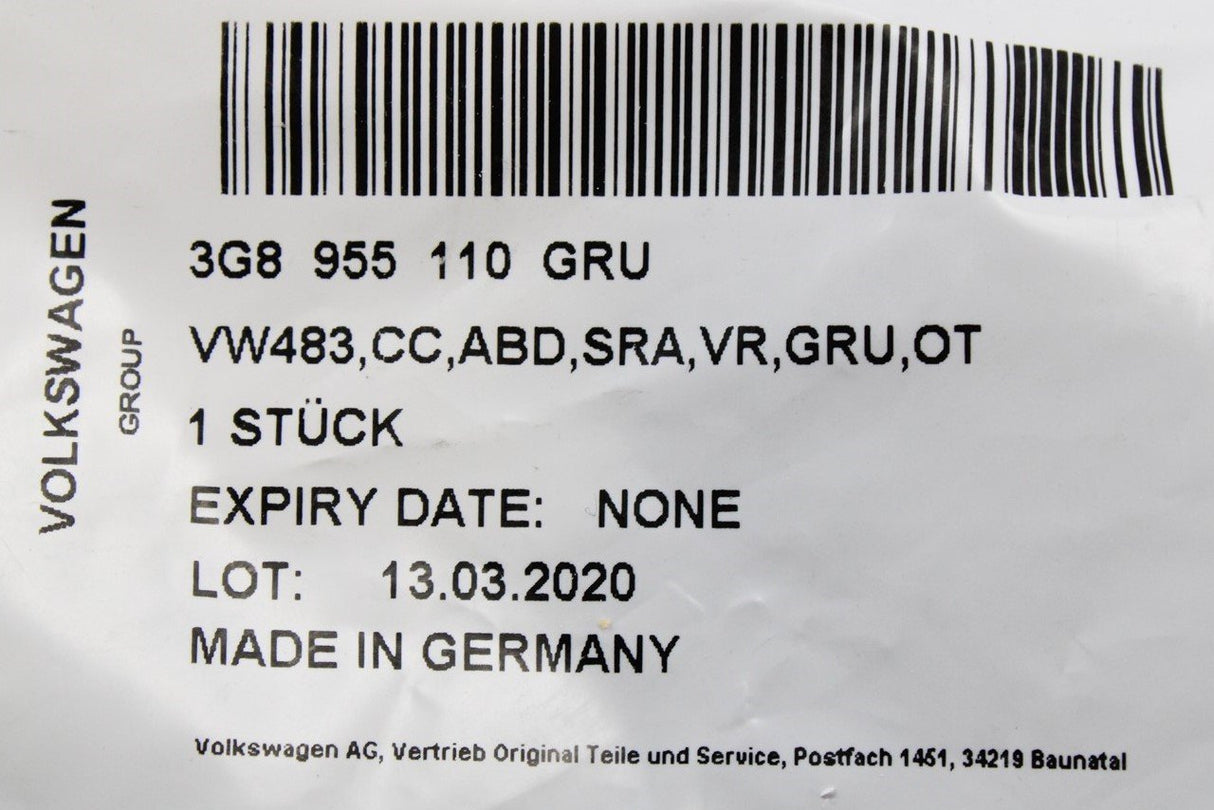 VOLKSWAGEN
GROUP
3G8 955 110 GRU
VW483,CC,ABD,SRA,VR,GRU,OT
1 STÜCK
EXPIRY DATE: NONE
LOT: 13.03.2020
MADE IN GERMANY
Volkswagen AG, Vertrieb Original Teile und Service, Postfach 1451, 34219 Baunatal